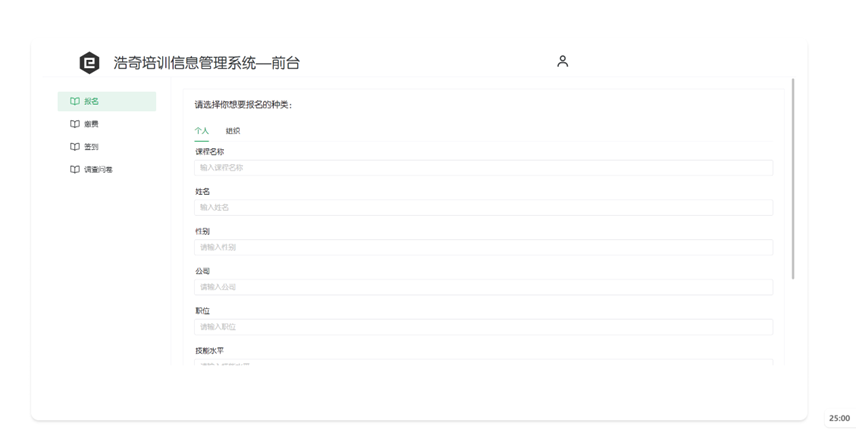 浩奇培训信息管理系统—前台
报名
缴费
签到
调查问卷
请选择你想要报名的种类：
个人 组织
课程名称
输入课程名称
姓名
输入姓名
性别
请输入性别
公司
请输入公司
职位
请输入职位
技能水平
25:00